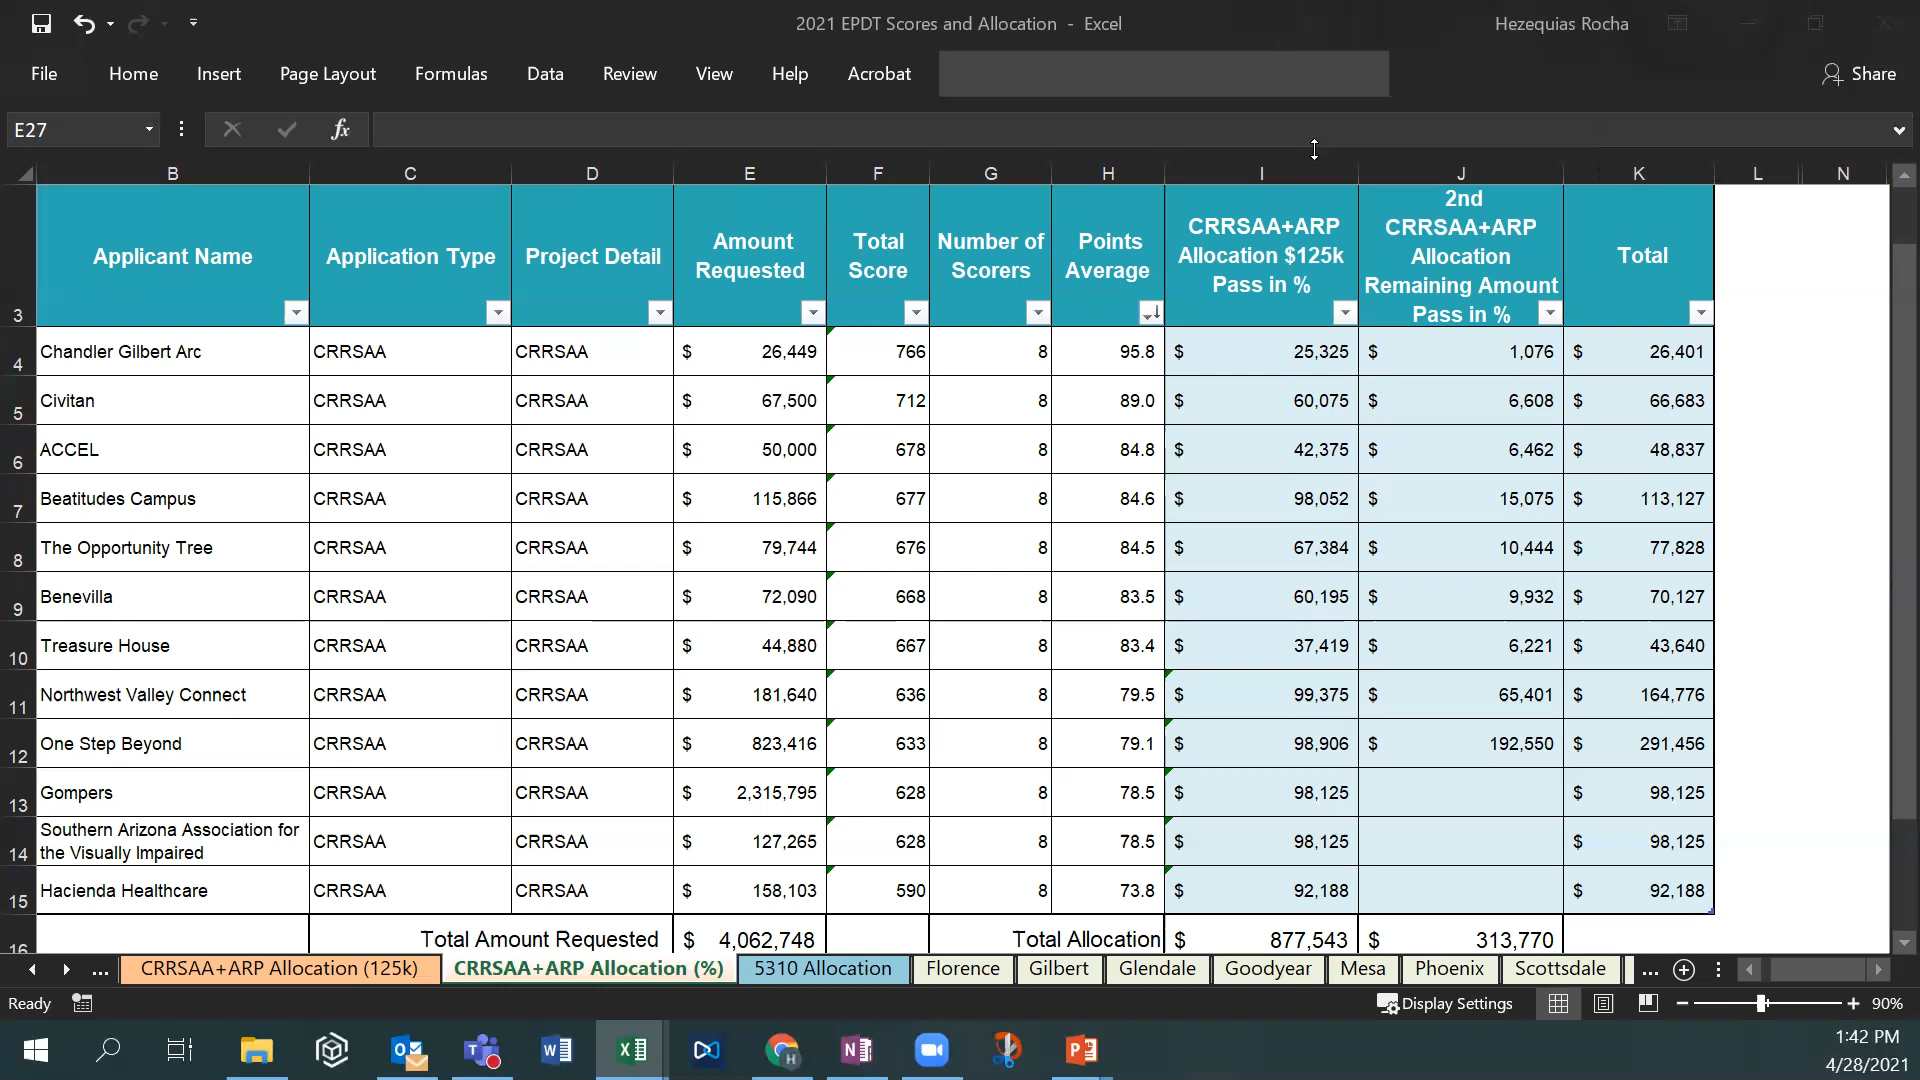 2021 EPDT Scores and Allocation - Excel
Hezequias Rocha
File Home Insert Page Layout Formulas Data Review View Help Acrobat
Share
E27
fx
B C D E F G H I J K L N
3
Applicant Name
Application Type
Project Detail
Amount
Requested
Total
Score
Number of
Scorers
Points
Average
CRRSAA+ARP
Allocation $125k
Pass in %
2nd
CRRSAA+ARP
Allocation
Remaining Amount
Pass in %
Total
4 Chandler Gilbert Arc CRRSAA CRRSAA $ 26,449 766 8 95.8 $ 25,325 $ 1,076 $ 26,401
5 Civitan CRRSAA CRRSAA $ 67,500 712 8 89.0 $ 60,075 $ 6,608 $ 66,683
6 ACCEL CRRSAA CRRSAA $ 50,000 678 8 84.8 $ 42,375 $ 6,462 $ 48,837
7 Beatitudes Campus CRRSAA CRRSAA $ 115,866 677 8 84.6 $ 98,052 $ 15,075 $ 113,127
8 The Opportunity Tree CRRSAA CRRSAA $ 79,744 676 8 84.5 $ 67,384 $ 10,444 $ 77,828
9 Benevilla CRRSAA CRRSAA $ 72,090 668 8 83.5 $ 60,195 $ 9,932 $ 70,127
10 Treasure House CRRSAA CRRSAA $ 44,880 667 8 83.4 $ 37,419 $ 6,221 $ 43,640
11 Northwest Valley Connect CRRSAA CRRSAA $ 181,640 636 8 79.5 $ 99,375 $ 65,401 $ 164,776
12 One Step Beyond CRRSAA CRRSAA $ 823,416 633 8 79.1 $ 98,906 $ 192,550 $ 291,456
13 Gompers CRRSAA CRRSAA $ 2,315,795 628 8 78.5 $ 98,125 $ 98,125
Southern Arizona Association for
14 the Visually Impaired CRRSAA CRRSAA $ 127,265 628 8 78.5 $ 98,125 $ 98,125
15 Hacienda Healthcare CRRSAA CRRSAA $ 158,103 590 8 73.8 $ 92,188 $ 92,188
16 Total Amount Requested $ 4,062,748 Total Allocation $ 877,543 $ 313,770
... CRRSAA+ARP Allocation (125k) CRRSAA+ARP Allocation (%) 5310 Allocation Florence Gilbert Glendale Goodyear Mesa Phoenix Scottsdale ...
Ready
Display Settings
90%
1:42 PM
4/28/2021